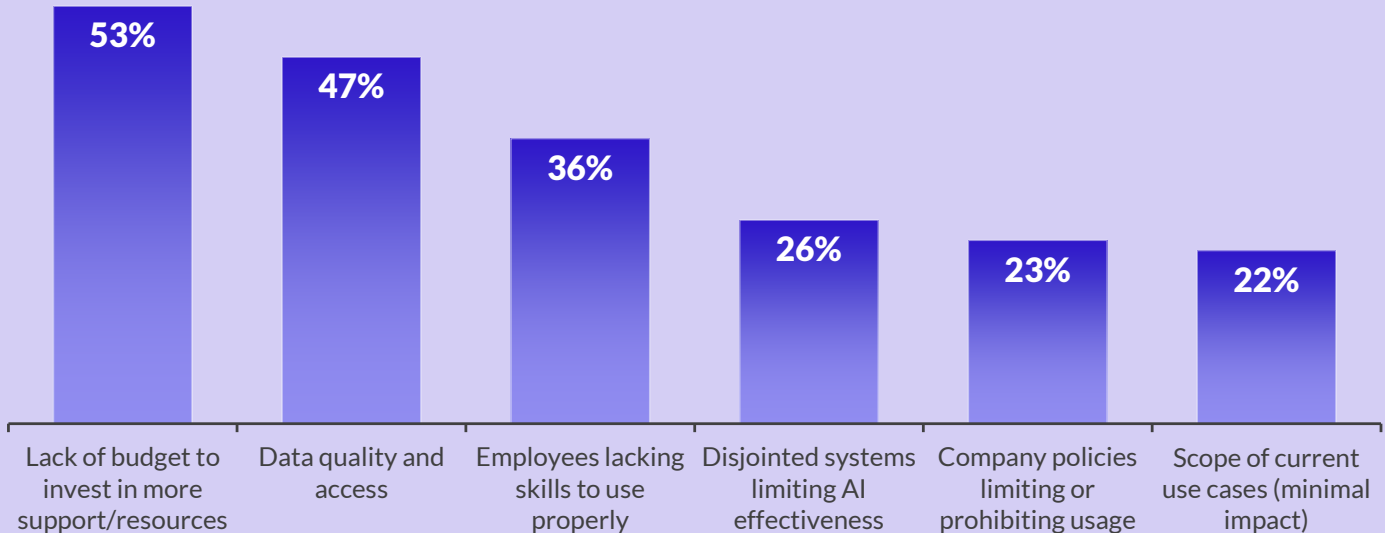 53%
47%
36%
26%
23%
22%
Lack of budget to
invest in more
support/resources
Data quality and
access
Employees lacking
skills to use
properly
Disjointed systems
limiting AI
effectiveness
Company policies
limiting or
prohibiting usage
Scope of current
use cases (minimal
impact)